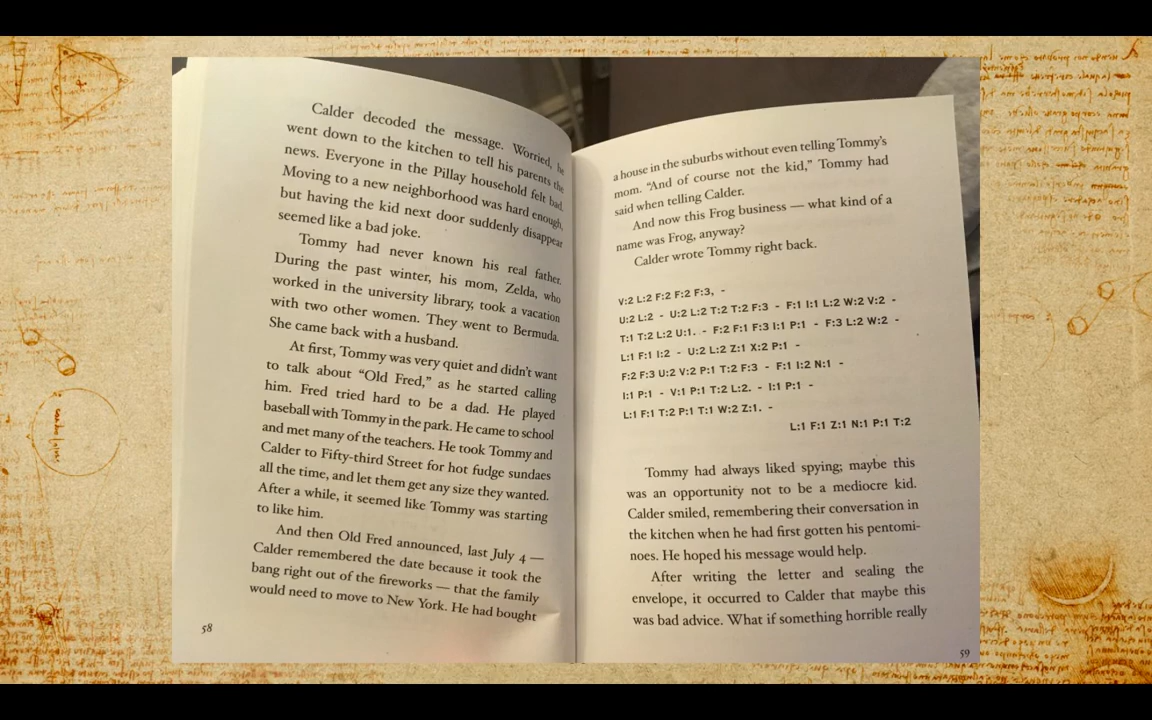 Calder decoded the message. Worried, he
went down to the kitchen to tell his parents the
news. Everyone in the Pillay household felt bad.
Moving to a new neighborhood was hard enough,
but having the kid next door suddenly disappear
seemed like a bad joke.
Tommy had never known his real father.
During the past winter, his mom, Zelda, who
worked in the university library, took a vacation
with two other women. They went to Bermuda.
She came back with a husband.
At first, Tommy was very quiet and didn't want
to talk about "Old Fred," as he started calling
him. Fred tried hard to be a dad. He played
baseball with Tommy in the park. He came to school
and met many of the teachers. He took Tommy and
Calder to Fifty-third Street for hot fudge sundaes
all the time, and let them get any size they wanted.
After a while, it seemed like Tommy was starting
to like him.
And then Old Fred announced, last July 4 —
Calder remembered the date because it took the
bang right out of the fireworks — that the family
would need to move to New York. He had bought
58
a house in the suburbs without even telling Tommy's
mom. "And of course not the kid," Tommy had
said when telling Calder.
And now this Frog business — what kind of a
name was Frog, anyway?
Calder wrote Tommy right back.
V:2 L:2 F:2 F:2 F:3, -
U:2 L:2 - U:2 L:2 T:2 T:2 F:3 - F:1 I:1 L:2 W:2 V:2 -
T:1 T:2 L:2 U:1. - F:2 F:1 F:3 I:1 P:1 - F:3 L:2 W:2 -
L:1 F:1 I:2 - U:2 L:2 Z:1 X:2 P:1 -
F:2 F:3 U:2 V:2 P:1 T:2 F:3 - F:1 I:2 N:1 -
I:1 P:1 - V:1 P:1 T:2 L:2. - I:1 P:1 -
L:1 F:1 T:2 P:1 T:1 W:2 Z:1. -
L:1 F:1 Z:1 N:1 P:1 T:2
Tommy had always liked spying; maybe this
was an opportunity not to be a mediocre kid.
Calder smiled, remembering their conversation in
the kitchen when he had first gotten his pentomi-
noes. He hoped his message would help.
After writing the letter and sealing the
envelope, it occurred to Calder that maybe this
was bad advice. What if something horrible really
59